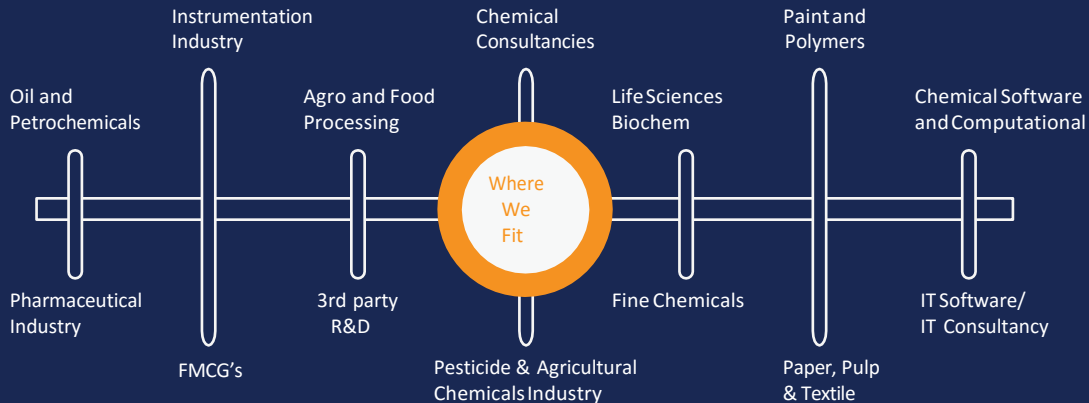 Instrumentation
Industry
Chemical
Consultancies
Paint and
Polymers
Oil and
Petrochemicals
Agro and Food
Processing
Life Sciences
Biochem
Chemical Software
and Computational
Where
We
Fit
Pharmaceutical
Industry
3rd party
R&D
Fine Chemicals
IT Software/
IT Consultancy
FMCG's
Pesticide & Agricultural
Chemicals Industry
Paper, Pulp
& Textile